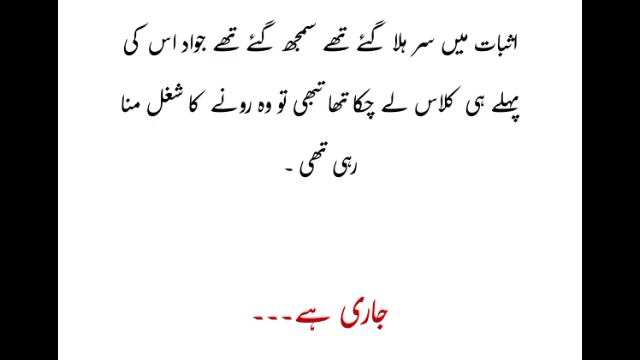 اثبات میں سر ہلا گئے تھے سمجھ گئے تھے جواد اس کی
پہلے ہی کلاس لے چکا تھا تبھی تو وہ رونے کا شغل منا
رہی تھی ۔
جاری ہے۔۔۔